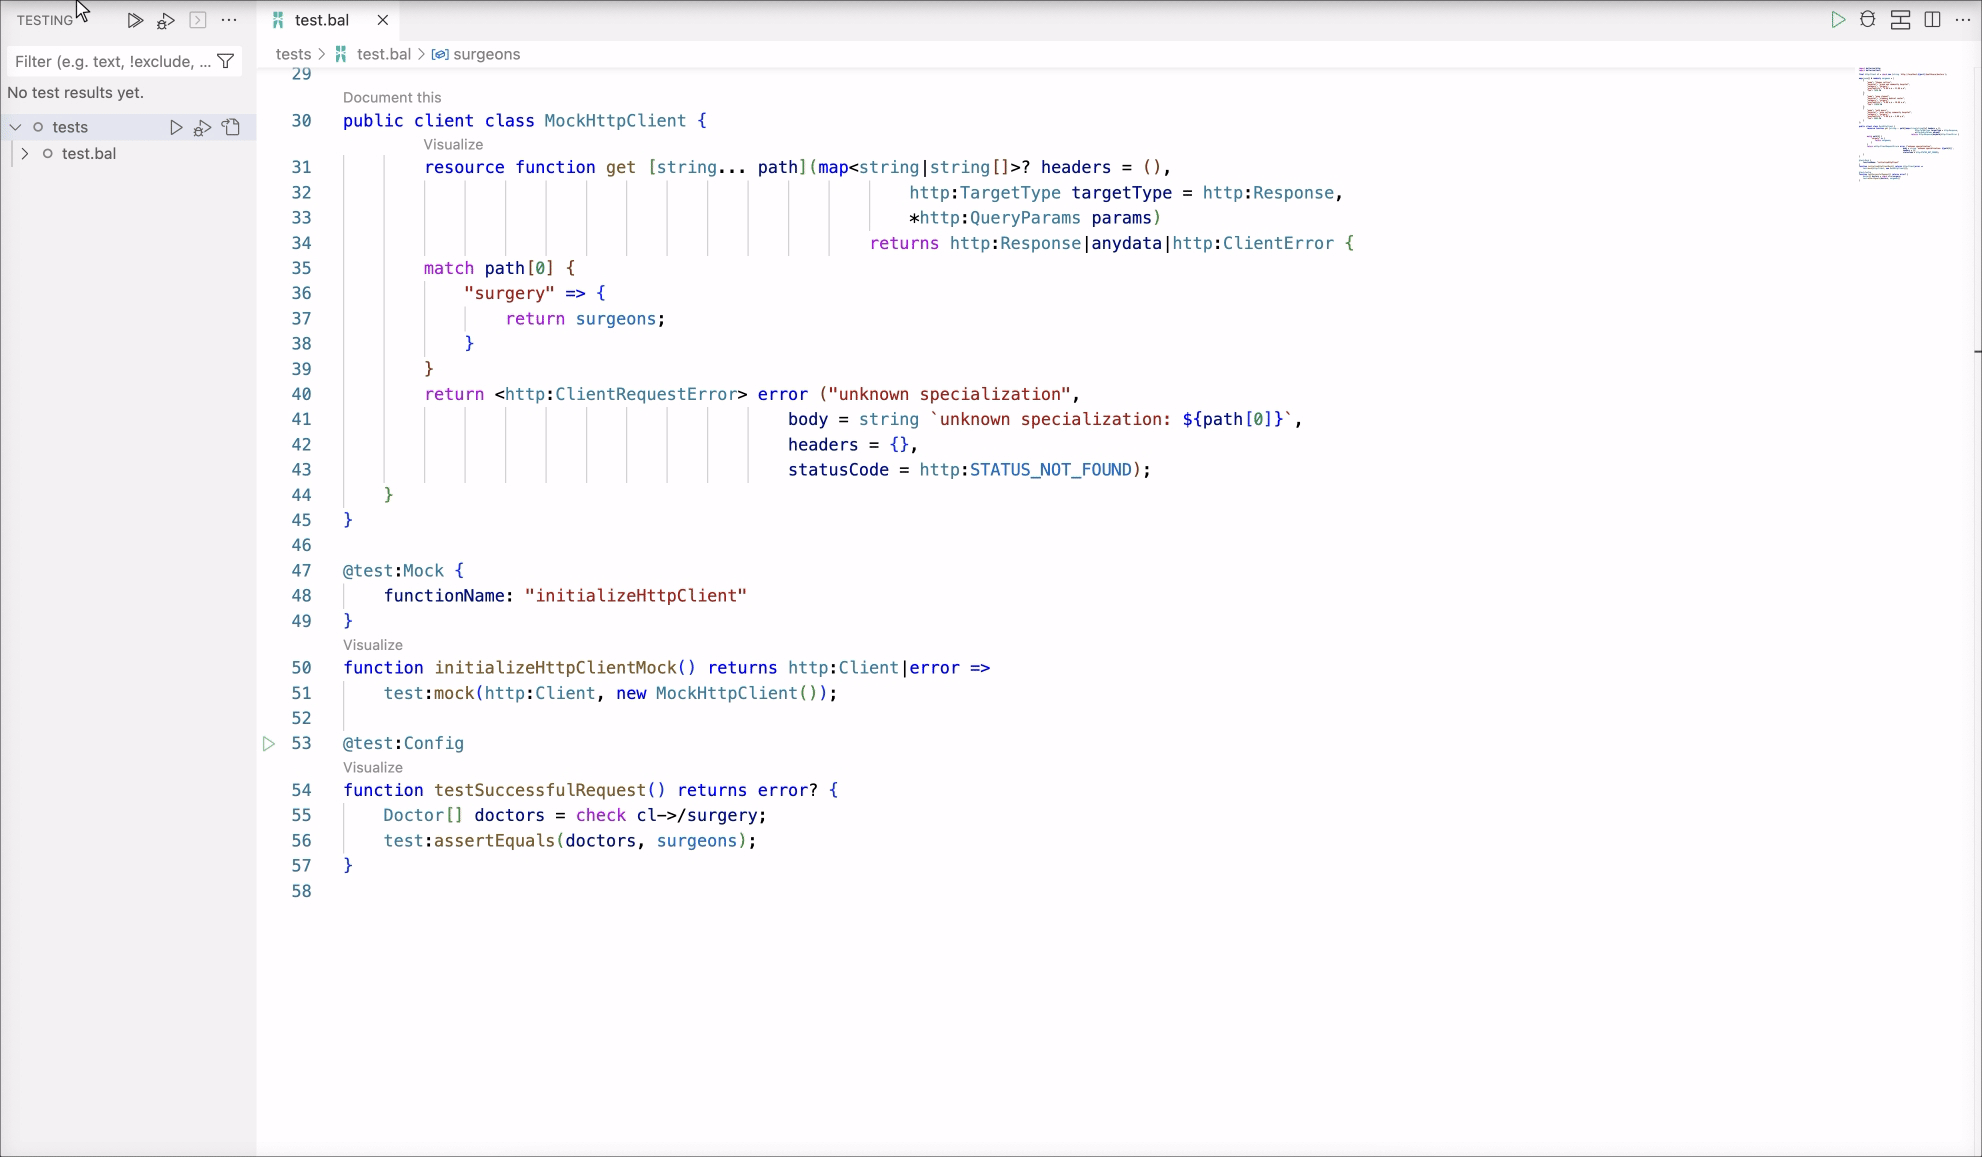 TESTING
test.bal
Filter (e.g. text, !exclude, ...
No test results yet.
tests
test.bal
tests > test.bal > surgeons
29
Document this
30 public client class MockHttpClient {
Visualize
31 resource function get [string... path](map<string|string[]>? headers = (),
32 http:TargetType targetType = http:Response,
33 *http:QueryParams params)
34 returns http:Response|anydata|http:ClientError {
35 match path[0] {
36 "surgery" => {
37 return surgeons;
38 }
39 }
40 return <http:ClientRequestError> error ("unknown specialization",
41 body = string `unknown specialization: ${path[0]}`,
42 headers = {},
43 statusCode = http:STATUS_NOT_FOUND);
44 }
45 }
46
47 @test:Mock {
48 functionName: "initializeHttpClient"
49 }
Visualize
50 function initializeHttpClientMock() returns http:Client|error =>
51 test:mock(http:Client, new MockHttpClient());
52
53 @test:Config
Visualize
54 function testSuccessfulRequest() returns error? {
55 Doctor[] doctors = check cl->/surgery;
56 test:assertEquals(doctors, surgeons);
57 }
58